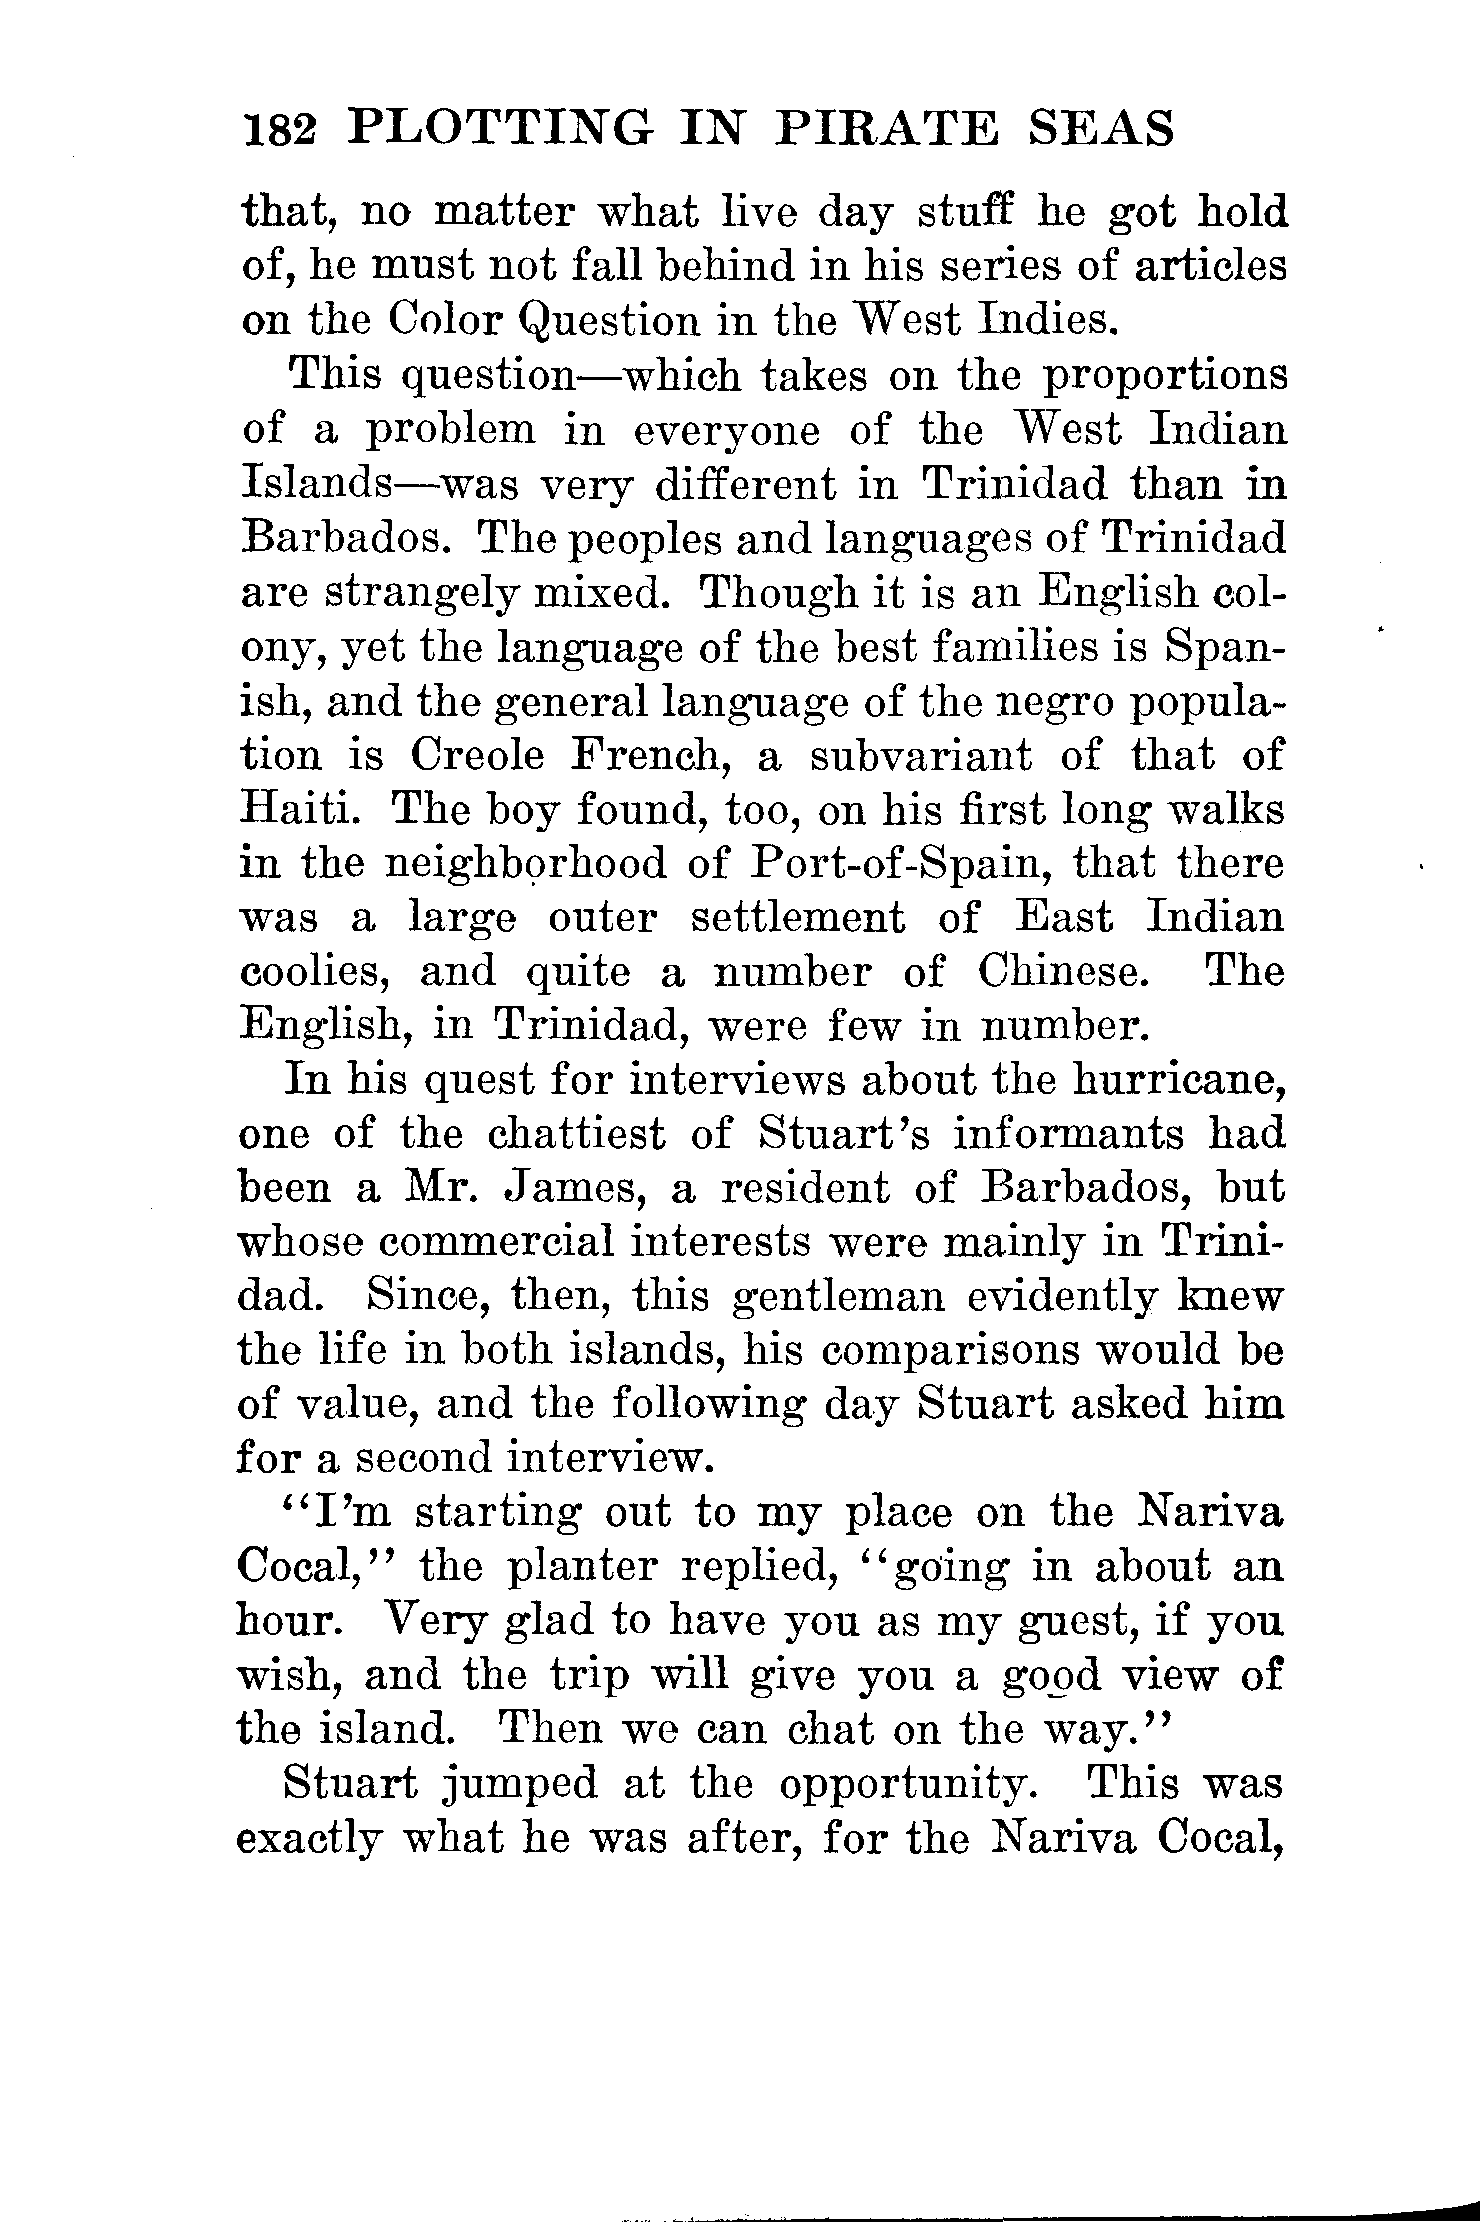 182 PLOTTING IN PIRATE SEAS
that, no matter what live day stuff he got hold
of, he must not fall behind in his series of articles
on the Color Question in the West Indies.
This question—which takes on the proportions
of a problem in everyone of the West Indian
Islands—was very different in Trinidad than in
Barbados. The peoples and languages of Trinidad
are strangely mixed. Though it is an English col-
ony, yet the language of the best families is Span-
ish, and the general language of the negro popula-
tion is Creole French, a subvariant of that of
Haiti. The boy found, too, on his first long walks
in the neighborhood of Port-of-Spain, that there
was a large outer settlement of East Indian
coolies, and quite a number of Chinese. The
English, in Trinidad, were few in number.
In his quest for interviews about the hurricane,
one of the chattiest of Stuart's informants had
been a Mr. James, a resident of Barbados, but
whose commercial interests were mainly in Trini-
dad. Since, then, this gentleman evidently knew
the life in both islands, his comparisons would be
of value, and the following day Stuart asked him
for a second interview.
"I'm starting out to my place on the Nariva
Cocal," the planter replied, "going in about an
hour. Very glad to have you as my guest, if you
wish, and the trip will give you a good view of
the island. Then we can chat on the way."
Stuart jumped at the opportunity. This was
exactly what he was after, for the Nariva Cocal,